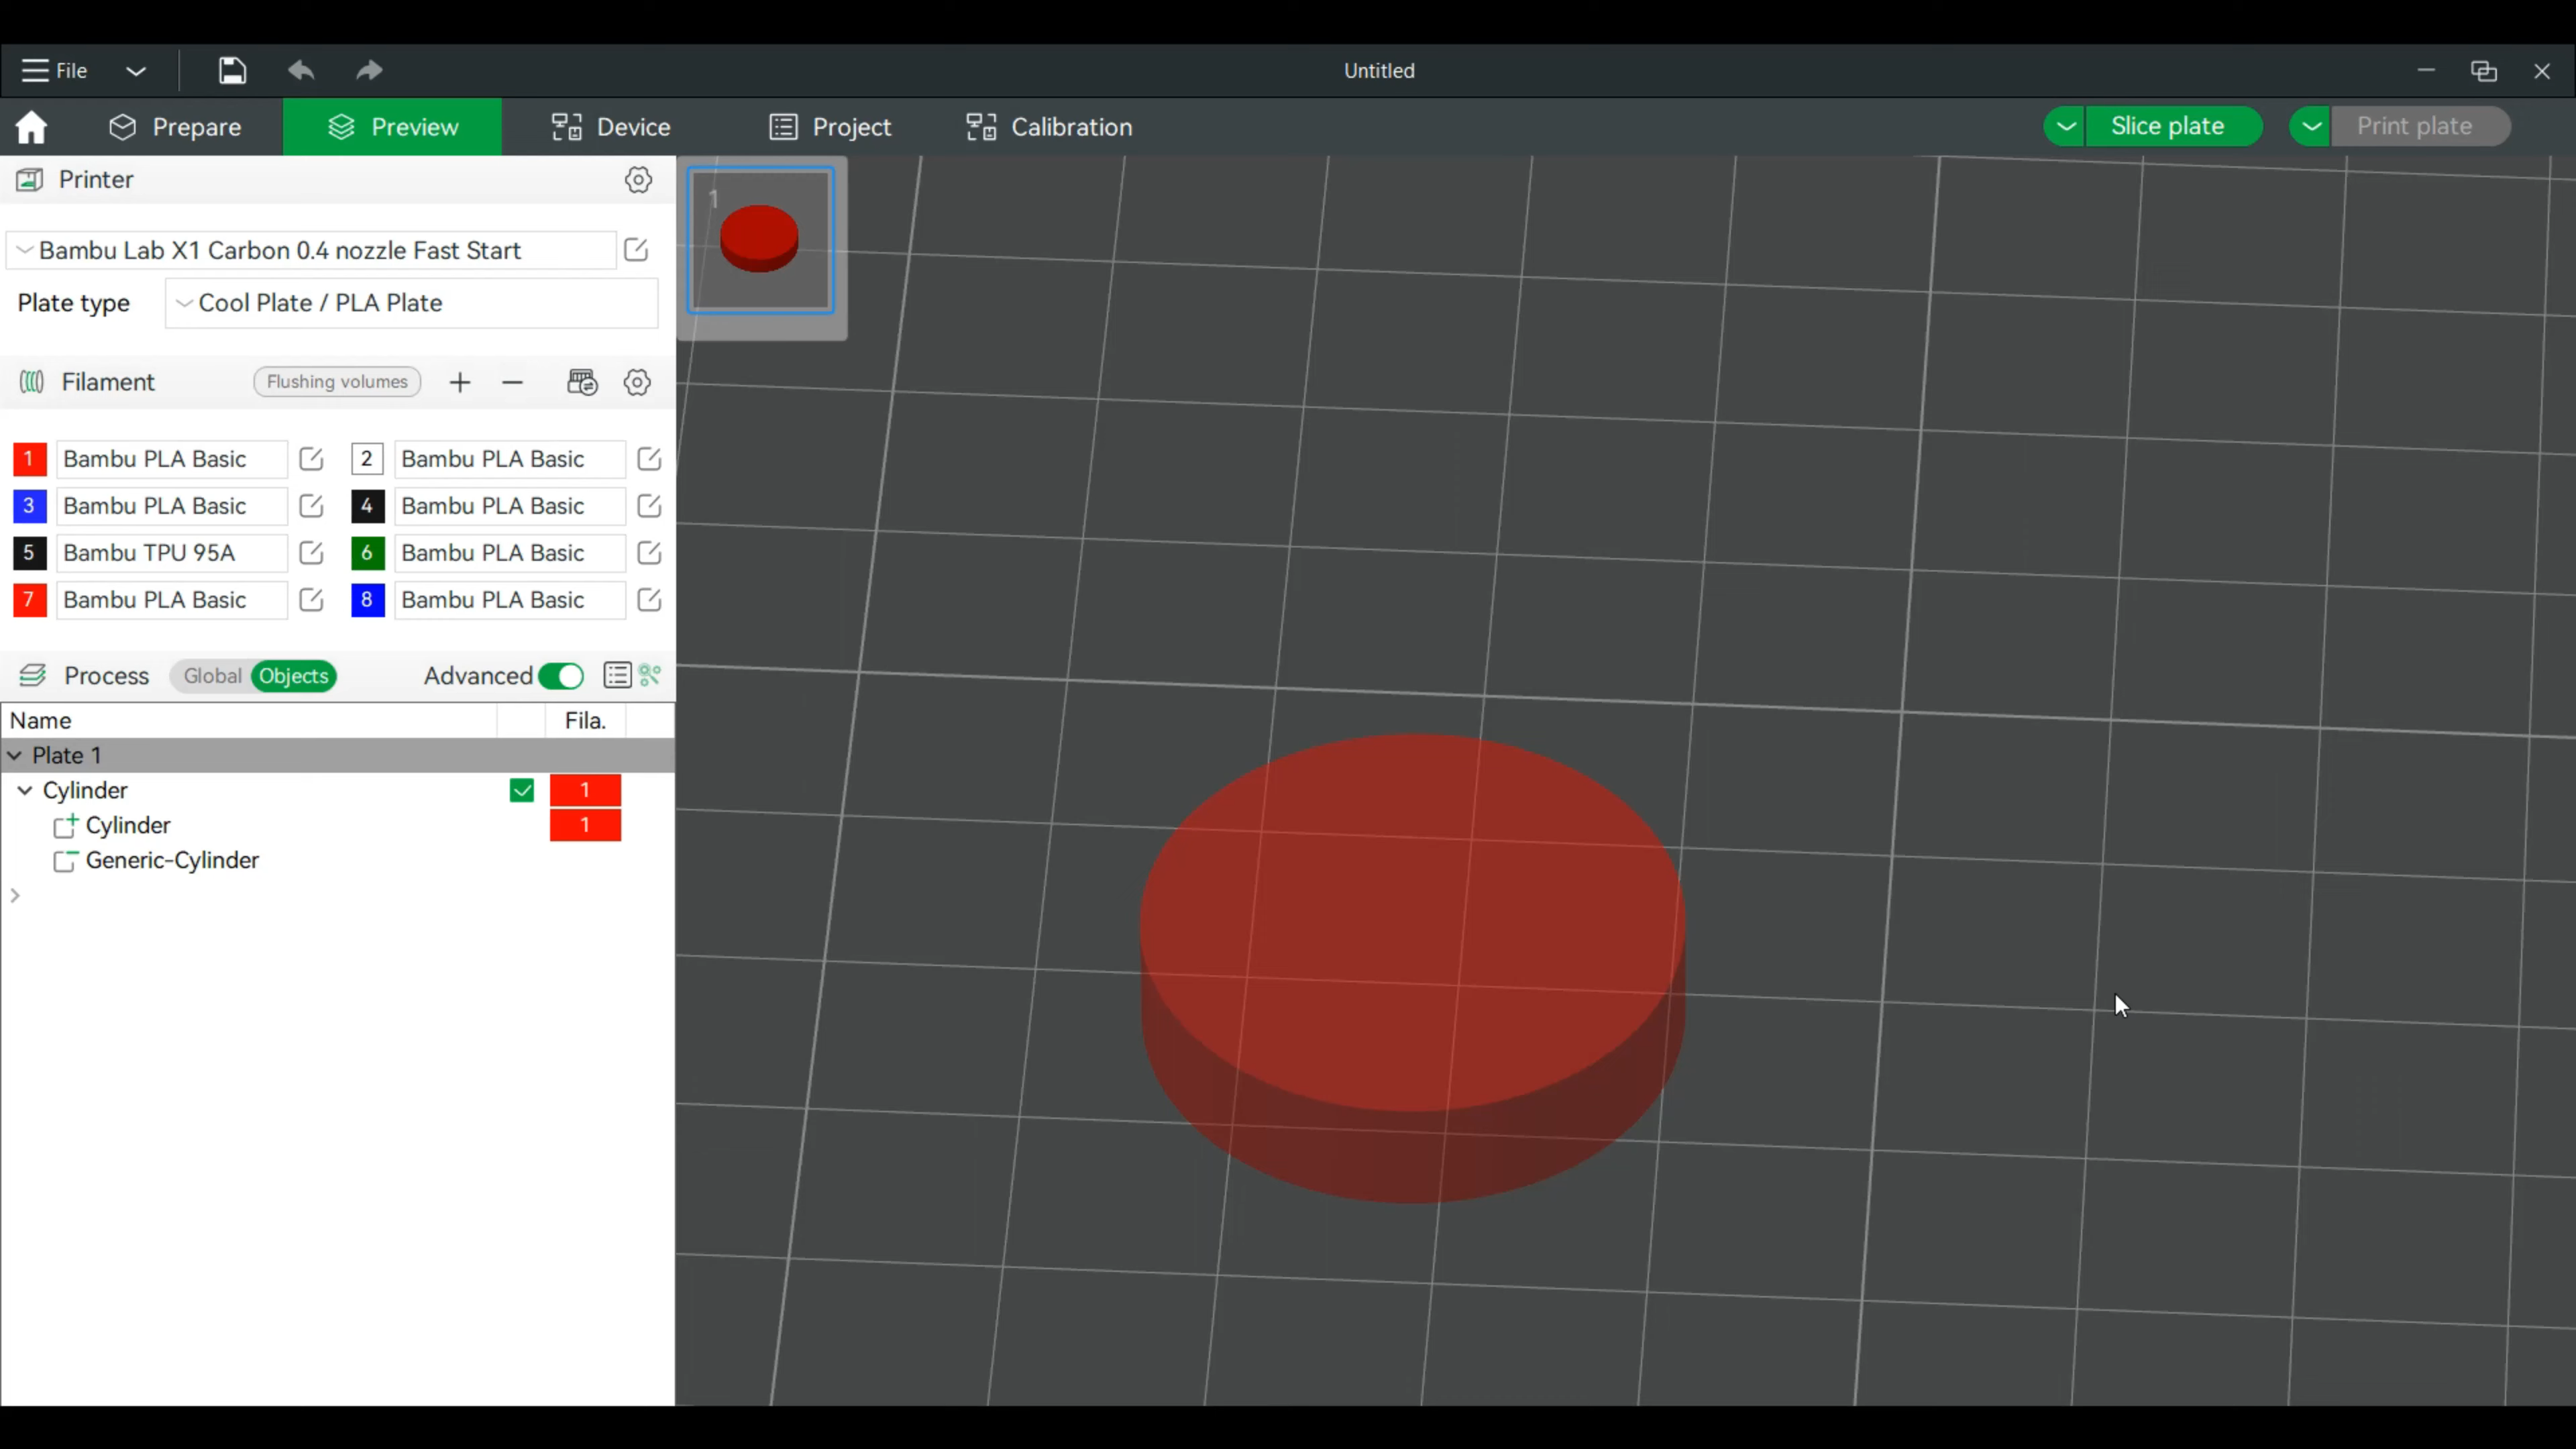 File
Untitled
Prepare
Preview
Device
Project
Calibration
Slice plate
Print plate
Printer
Bambu Lab X1 Carbon 0.4 nozzle Fast Start
Plate type
Cool Plate / PLA Plate
Filament
Flushing volumes
1 Bambu PLA Basic
2 Bambu PLA Basic
3 Bambu PLA Basic
4 Bambu PLA Basic
5 Bambu TPU 95A
6 Bambu PLA Basic
7 Bambu PLA Basic
8 Bambu PLA Basic
Process
Global
Objects
Advanced
Name
Fila.
Plate 1
Cylinder
1
Cylinder
1
Generic-Cylinder
1